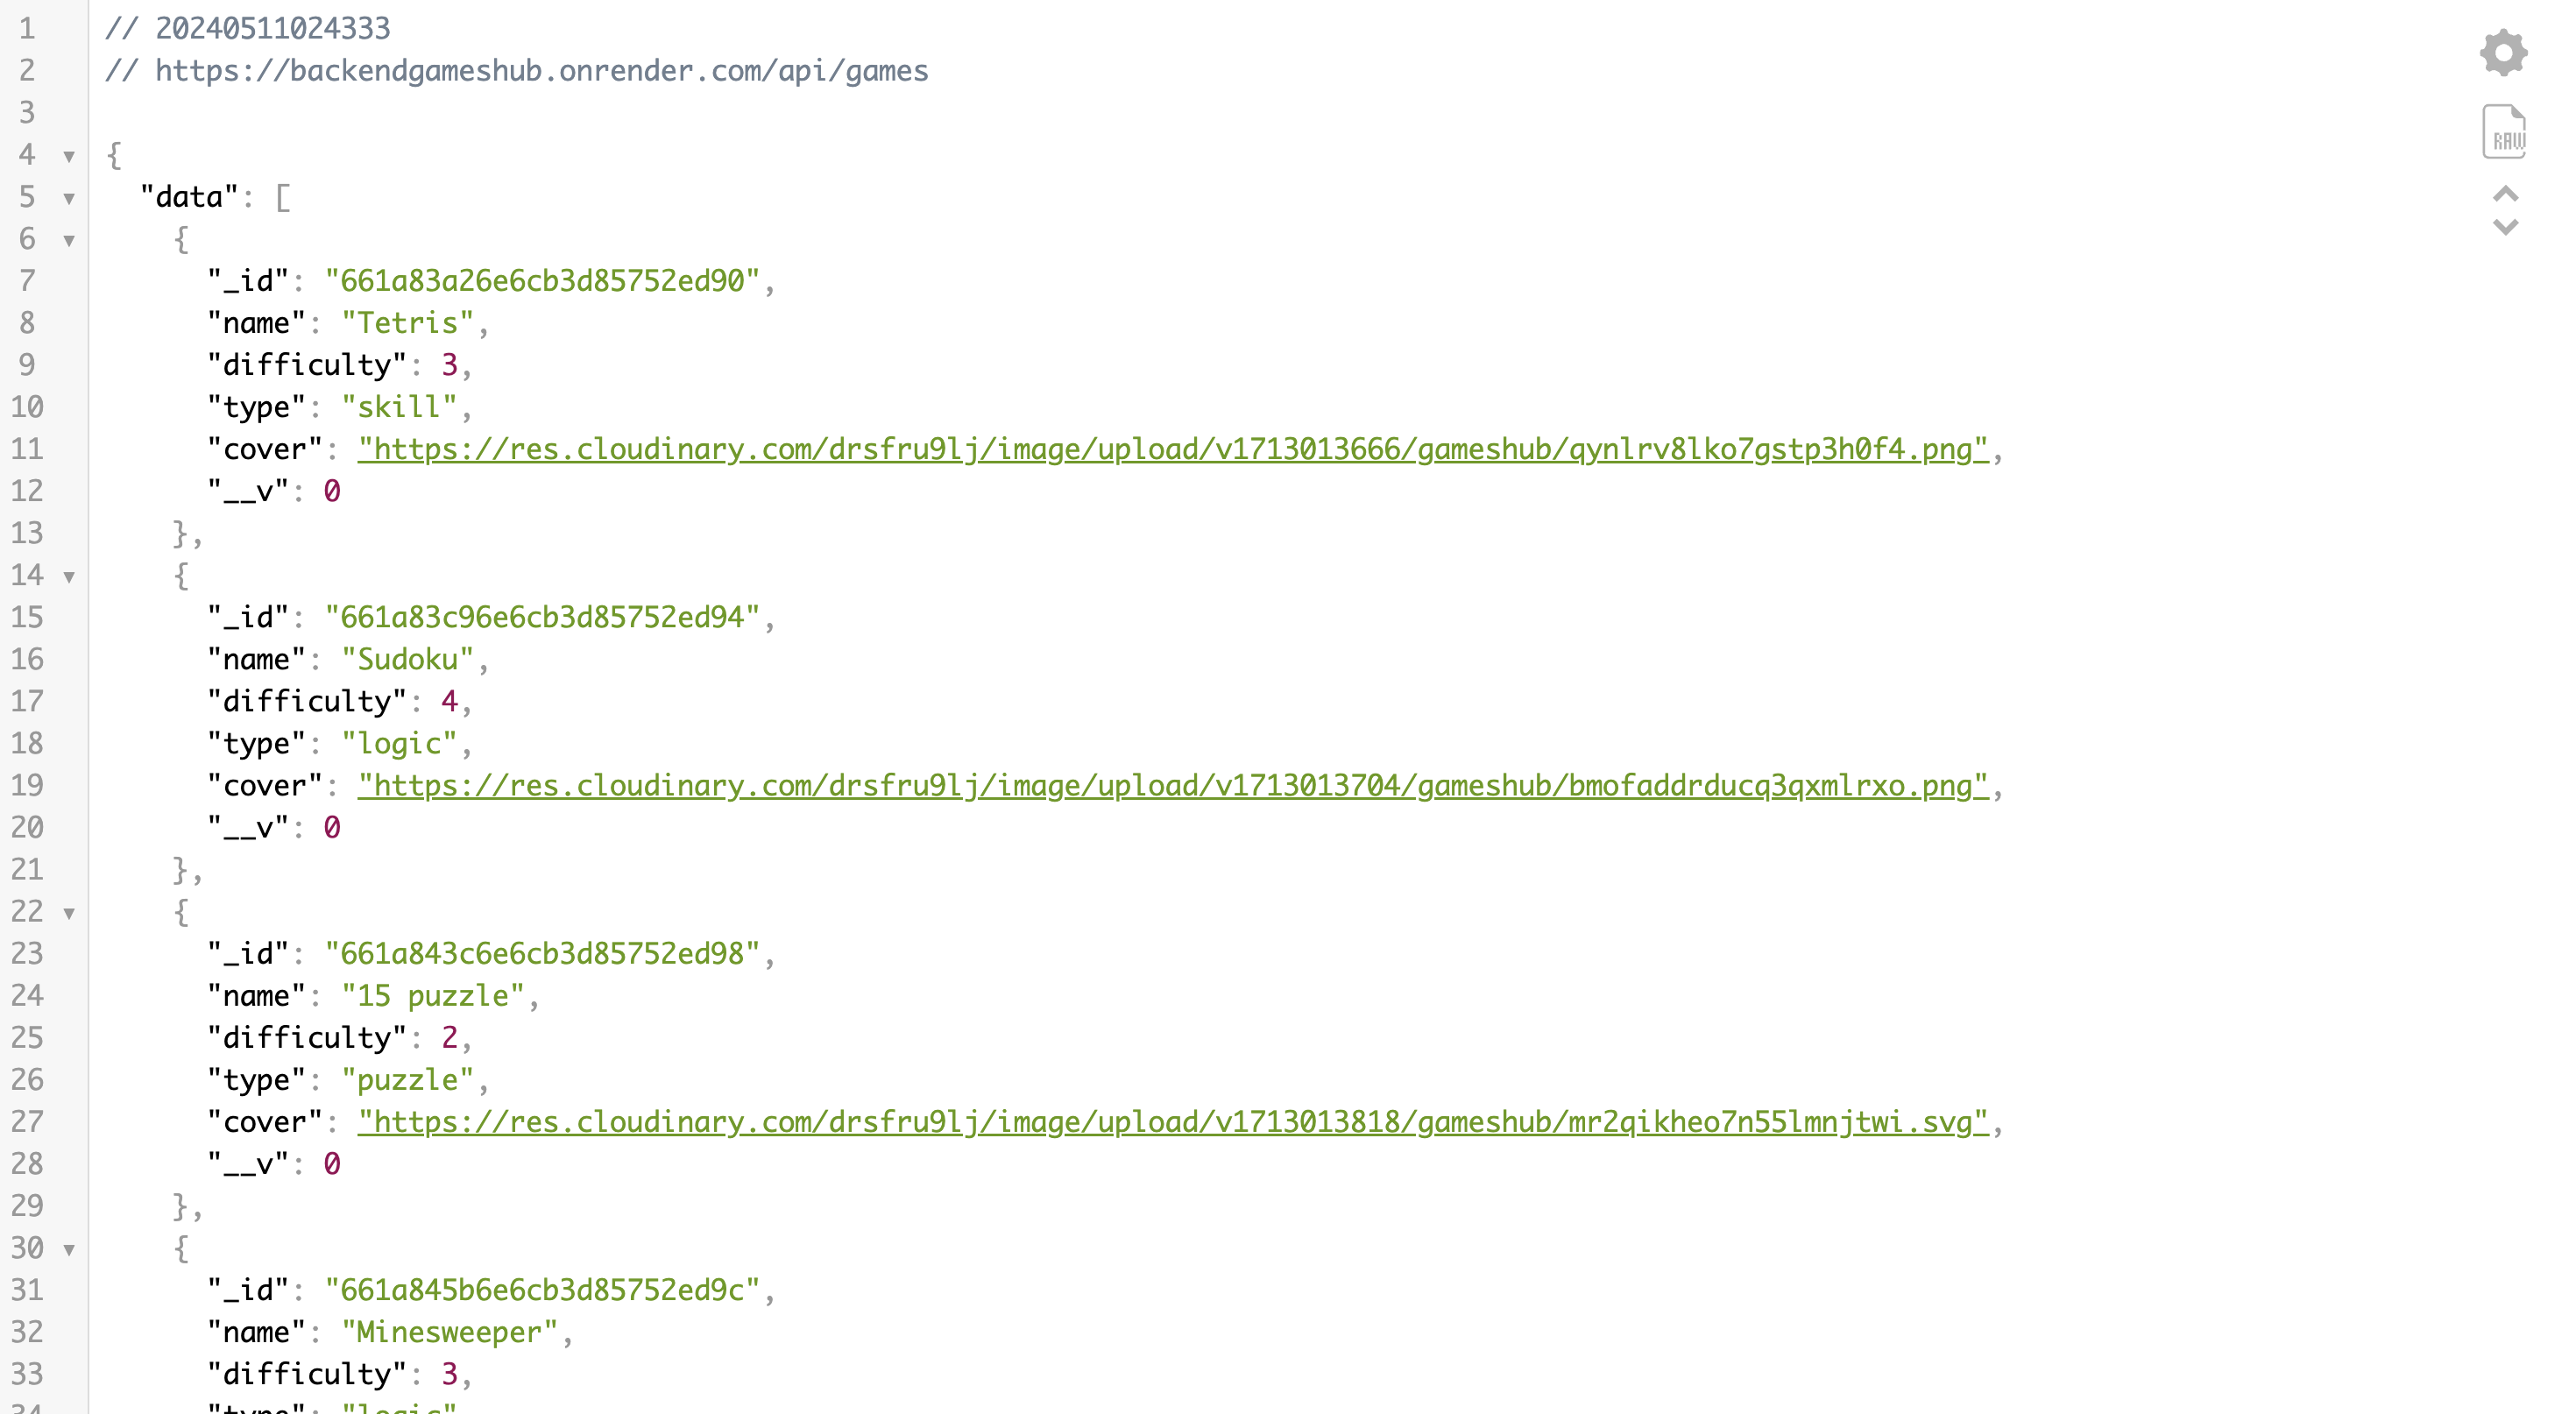 1 // 20240511024333
2 // https://backendgameshub.onrender.com/api/games
3
4 {
5 "data": [
6 {
7 "_id": "661a83a26e6cb3d85752ed90",
8 "name": "Tetris",
9 "difficulty": 3,
10 "type": "skill",
11 "cover": "https://res.cloudinary.com/drsfru9lj/image/upload/v1713013666/gameshub/qynlrv8lko7gstp3h0f4.png",
12 "__v": 0
13 },
14 {
15 "_id": "661a83c96e6cb3d85752ed94",
16 "name": "Sudoku",
17 "difficulty": 4,
18 "type": "logic",
19 "cover": "https://res.cloudinary.com/drsfru9lj/image/upload/v1713013704/gameshub/bmofaddrducq3qxmlrxo.png",
20 "__v": 0
21 },
22 {
23 "_id": "661a843c6e6cb3d85752ed98",
24 "name": "15 puzzle",
25 "difficulty": 2,
26 "type": "puzzle",
27 "cover": "https://res.cloudinary.com/drsfru9lj/image/upload/v1713013818/gameshub/mr2qikheo7n55lmnjtwi.svg",
28 "__v": 0
29 },
30 {
31 "_id": "661a845b6e6cb3d85752ed9c",
32 "name": "Minesweeper",
33 "difficulty": 3,
34 "type": "logic"
RAW